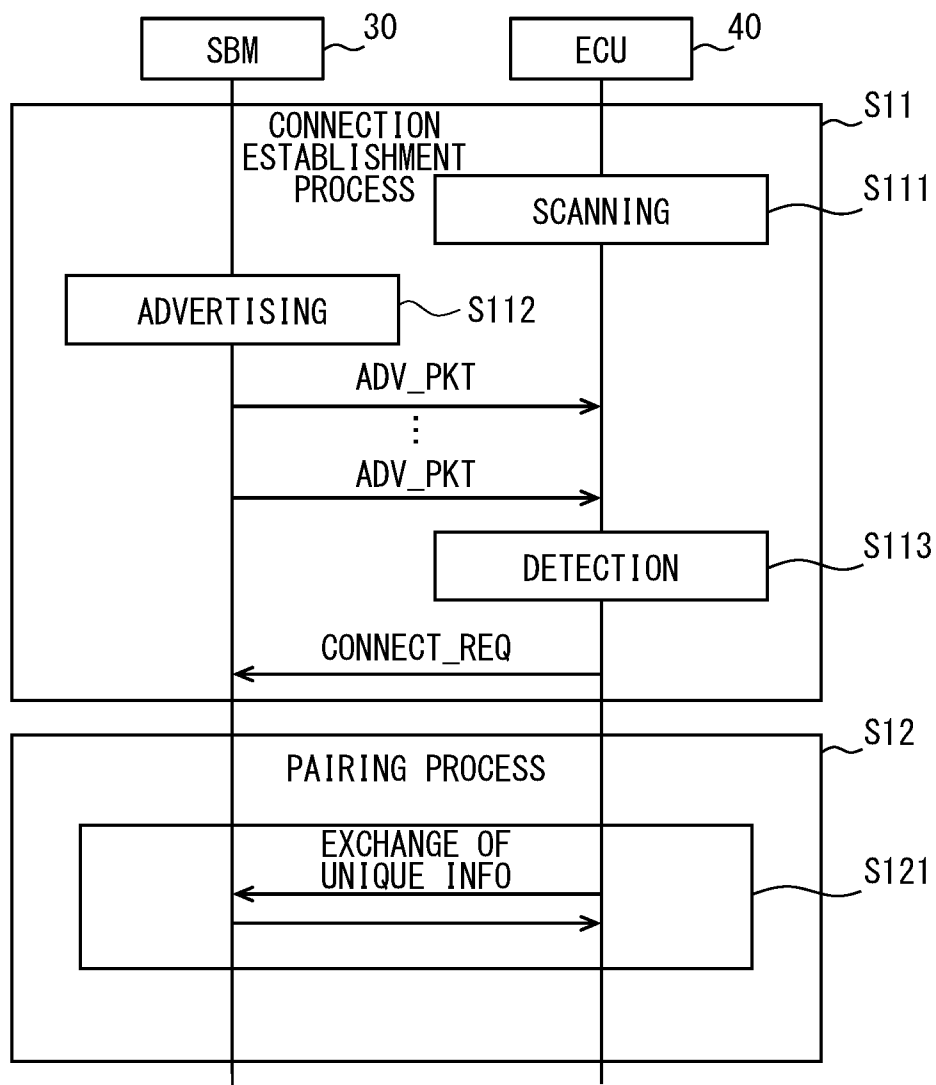 30
40
SBM
ECU
S11
CONNECTION
ESTABLISHMENT
PROCESS
S111
SCANNING
ADVERTISING
S112
ADV_PKT
⋮
ADV_PKT
S113
DETECTION
CONNECT_REQ
S12
PAIRING PROCESS
EXCHANGE OF
UNIQUE INFO
S121